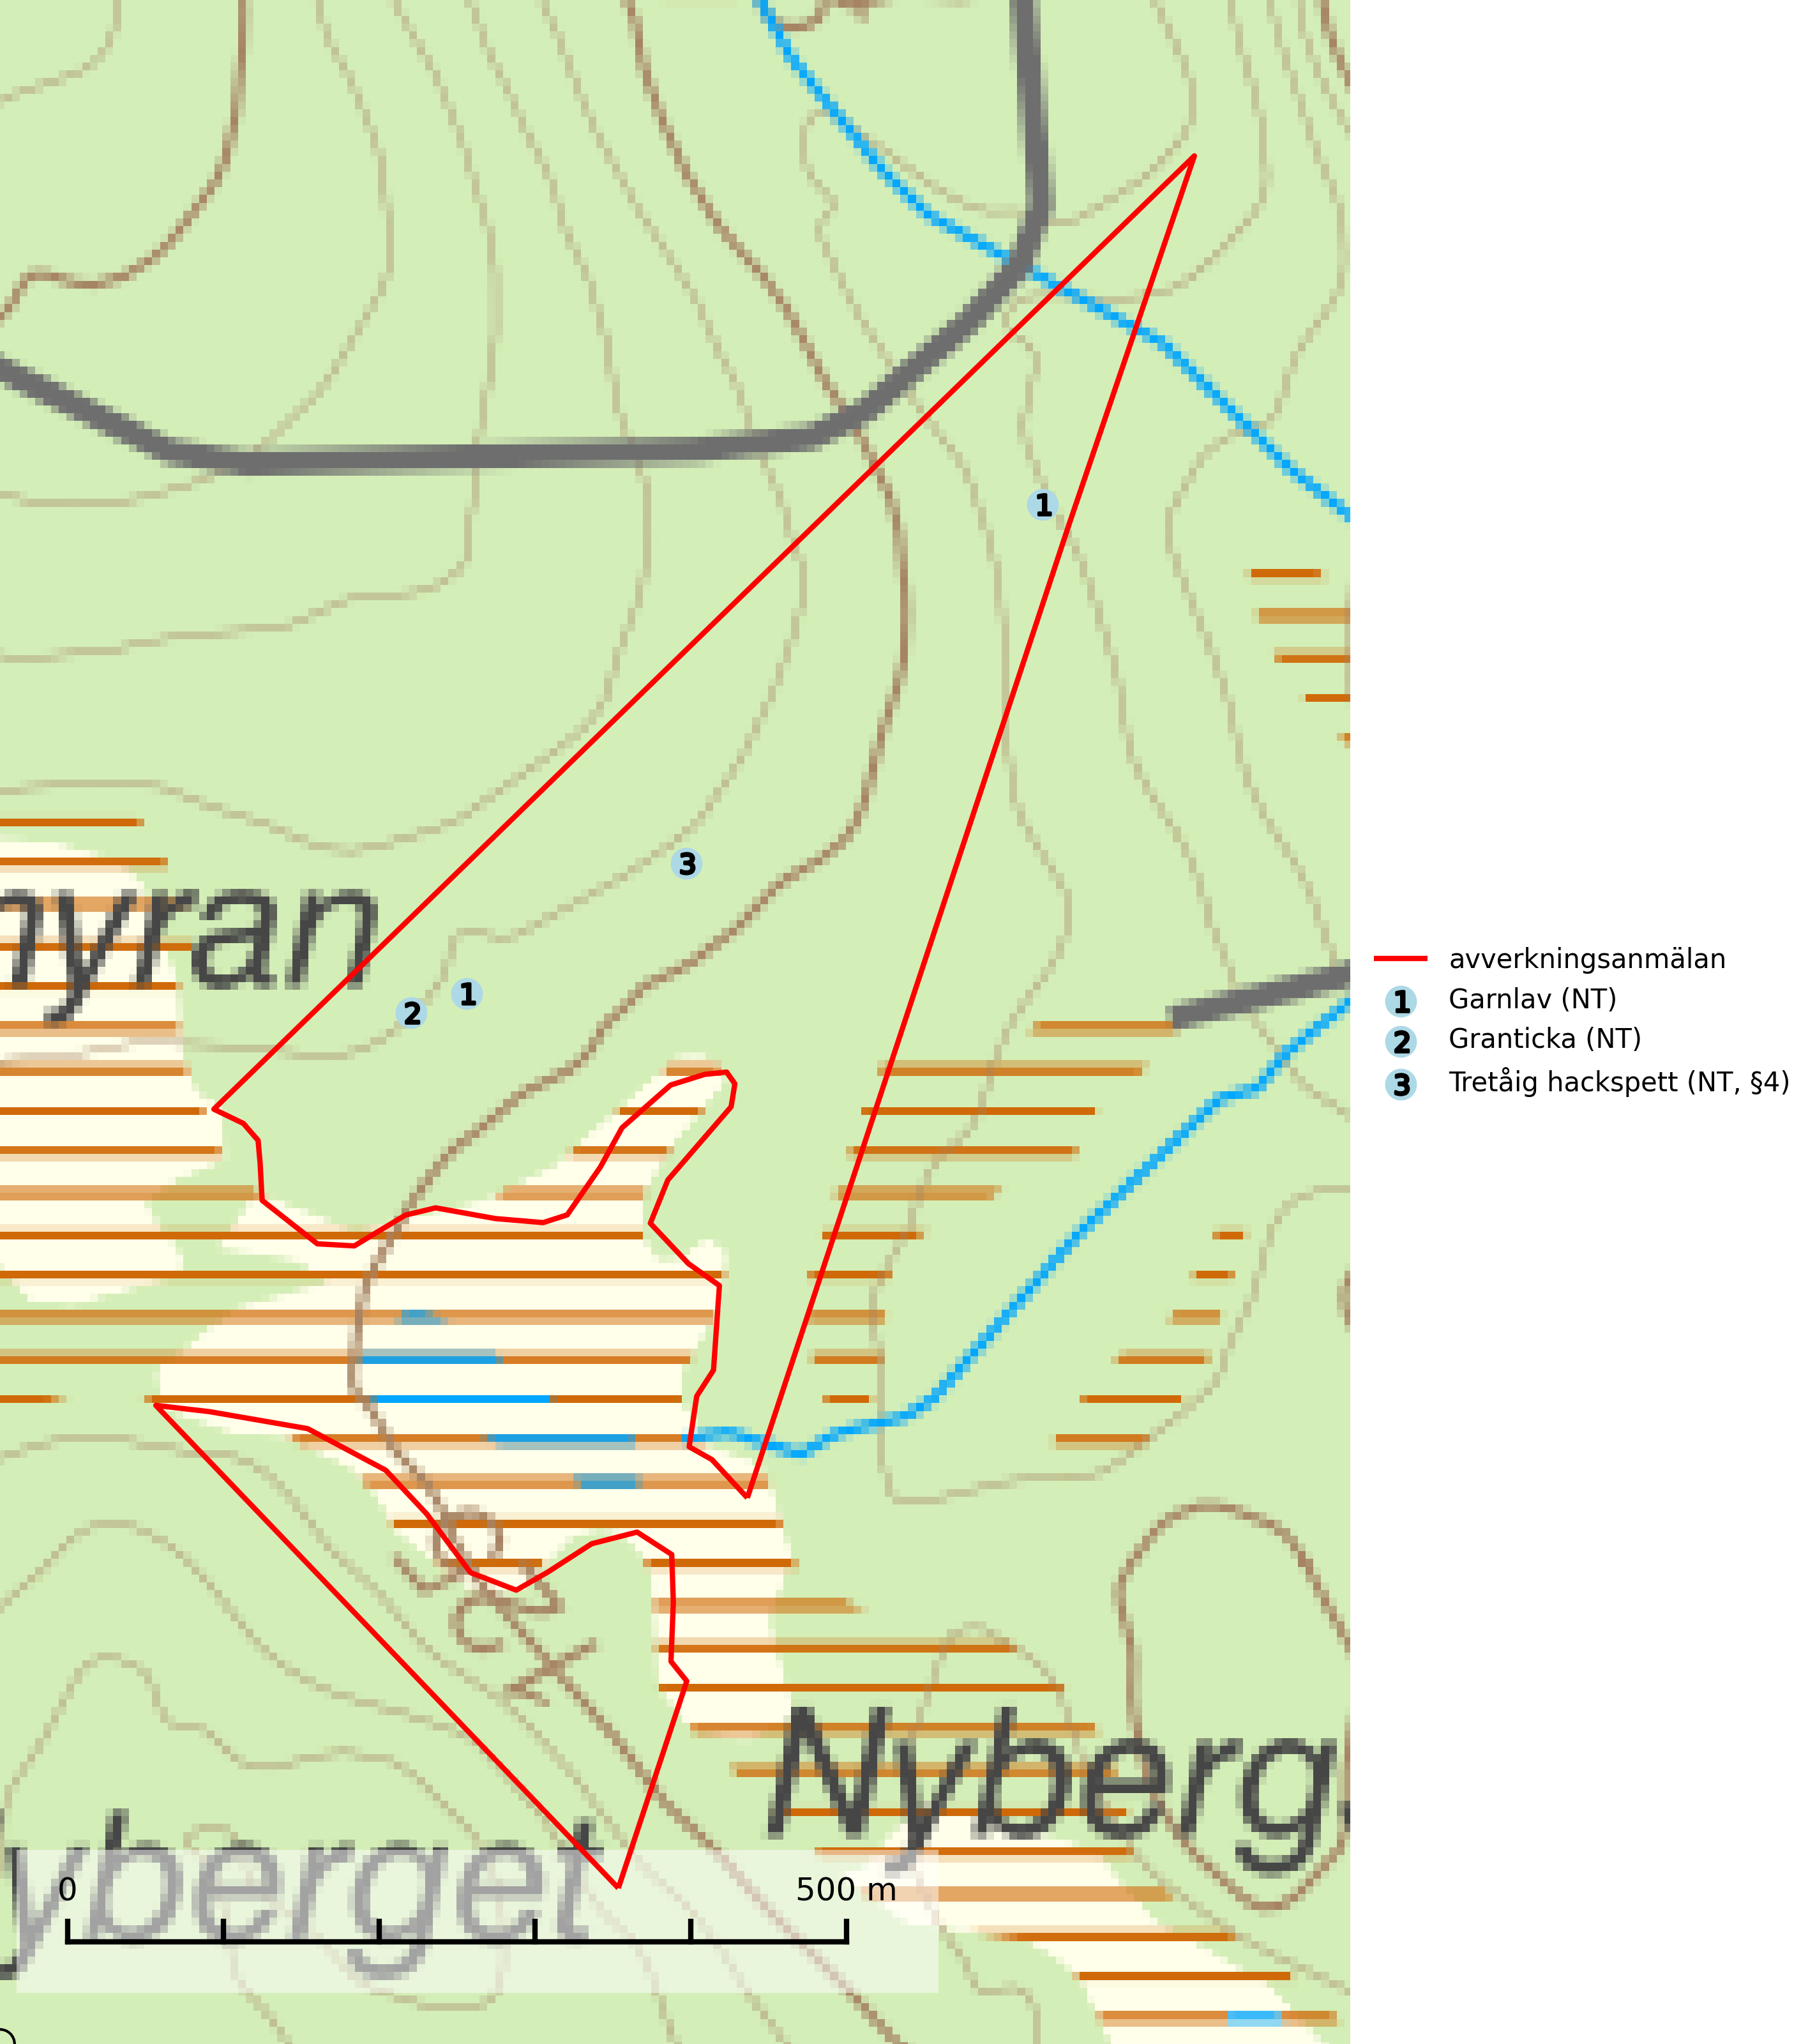 1
3
myran
1
2
avverkningsanmälan
1 Garnlav (NT)
2 Granticka (NT)
3 Tretåig hackspett (NT, §4)
Nyberg
yberget
0 500 m